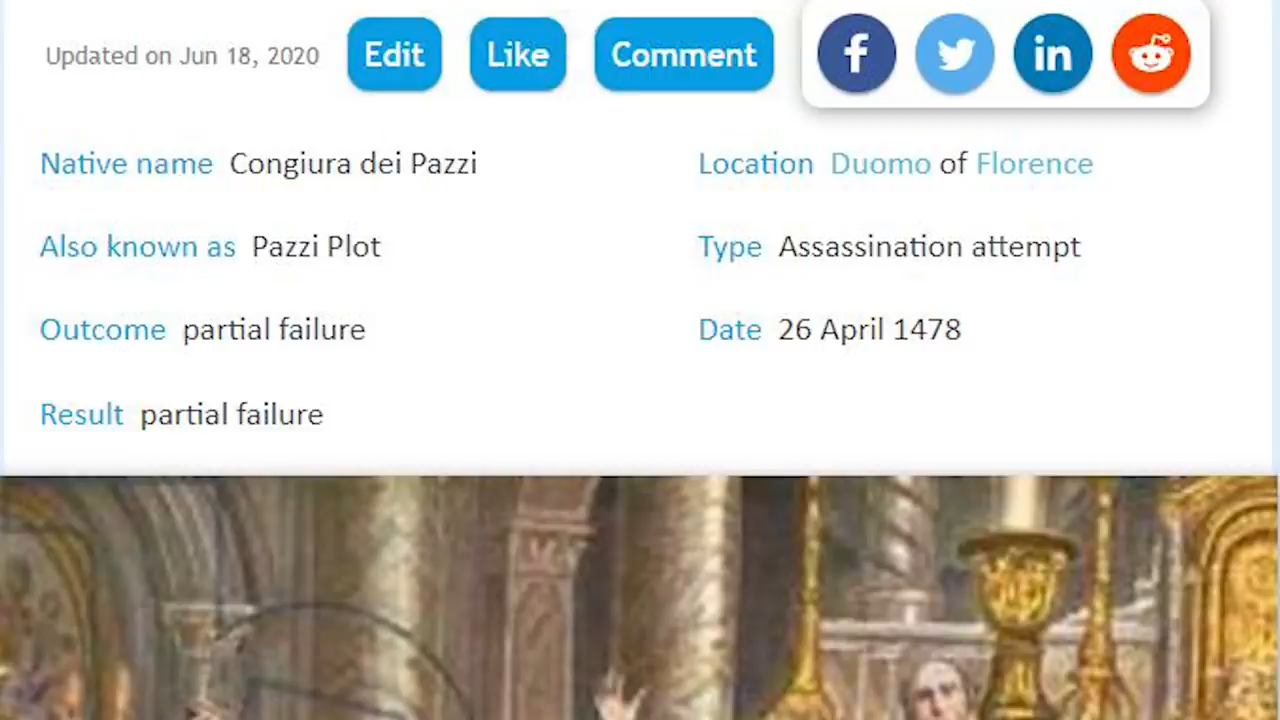 Updated on Jun 18, 2020 Edit Like Comment f in
Native name Congiura dei Pazzi
Location Duomo of Florence
Also known as Pazzi Plot
Type Assassination attempt
Outcome partial failure
Date 26 April 1478
Result partial failure